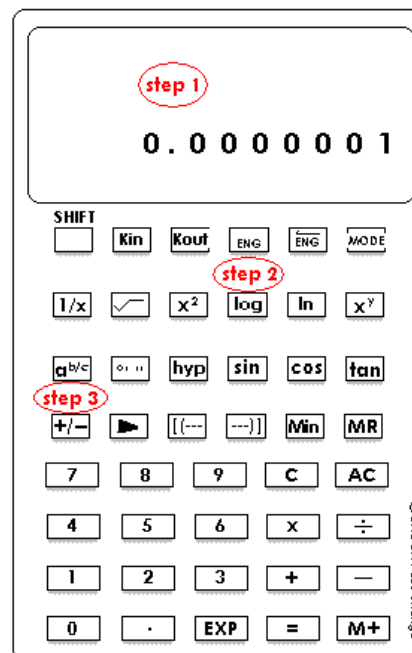 step 1
0.0000001
SHIFT
Kin Kout ENG ENG MODE
step 2
1/x √ x² log ln xʸ
a b/c o ı ıı hyp sin cos tan
step 3
+/− [(--- ---)] Min MR
7 8 9 C AC
4 5 6 x ÷
1 2 3 + —
0 . EXP = M+